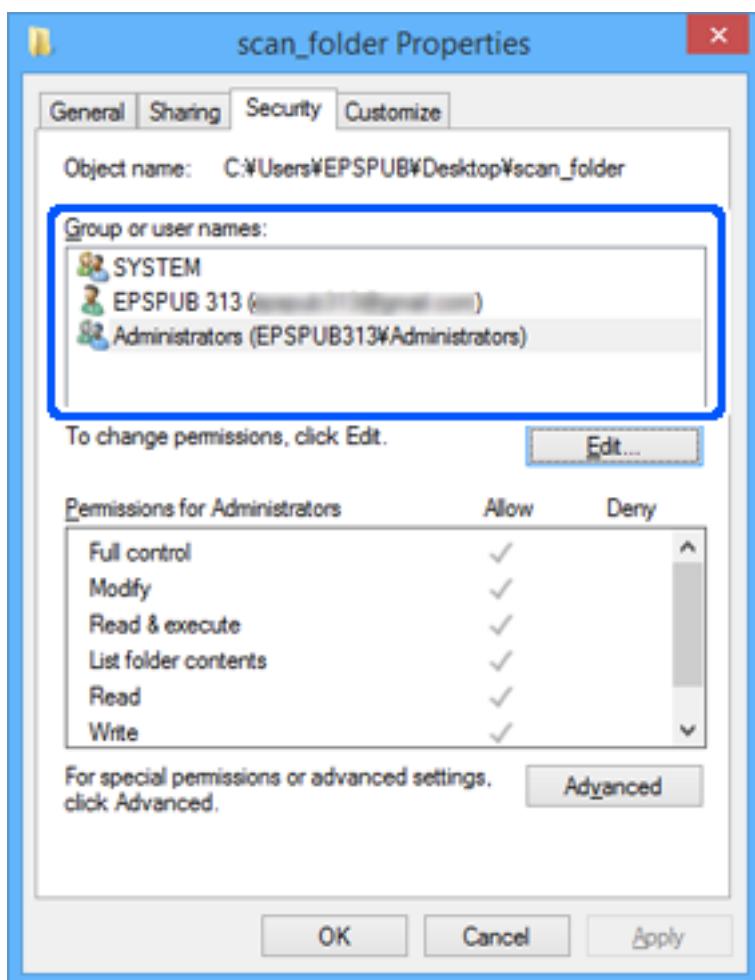 scan_folder Properties
General Sharing Security Customize
Object name: C:¥Users¥EPSPUB¥Desktop¥scan_folder
Group or user names:
SYSTEM
EPSPUB 313 ( )
Administrators (EPSPUB313¥Administrators)
To change permissions, click Edit.
Edit...
Permissions for Administrators Allow Deny
Full control
Modify
Read & execute
List folder contents
Read
Write
For special permissions or advanced settings,
click Advanced.
Advanced
OK Cancel Apply